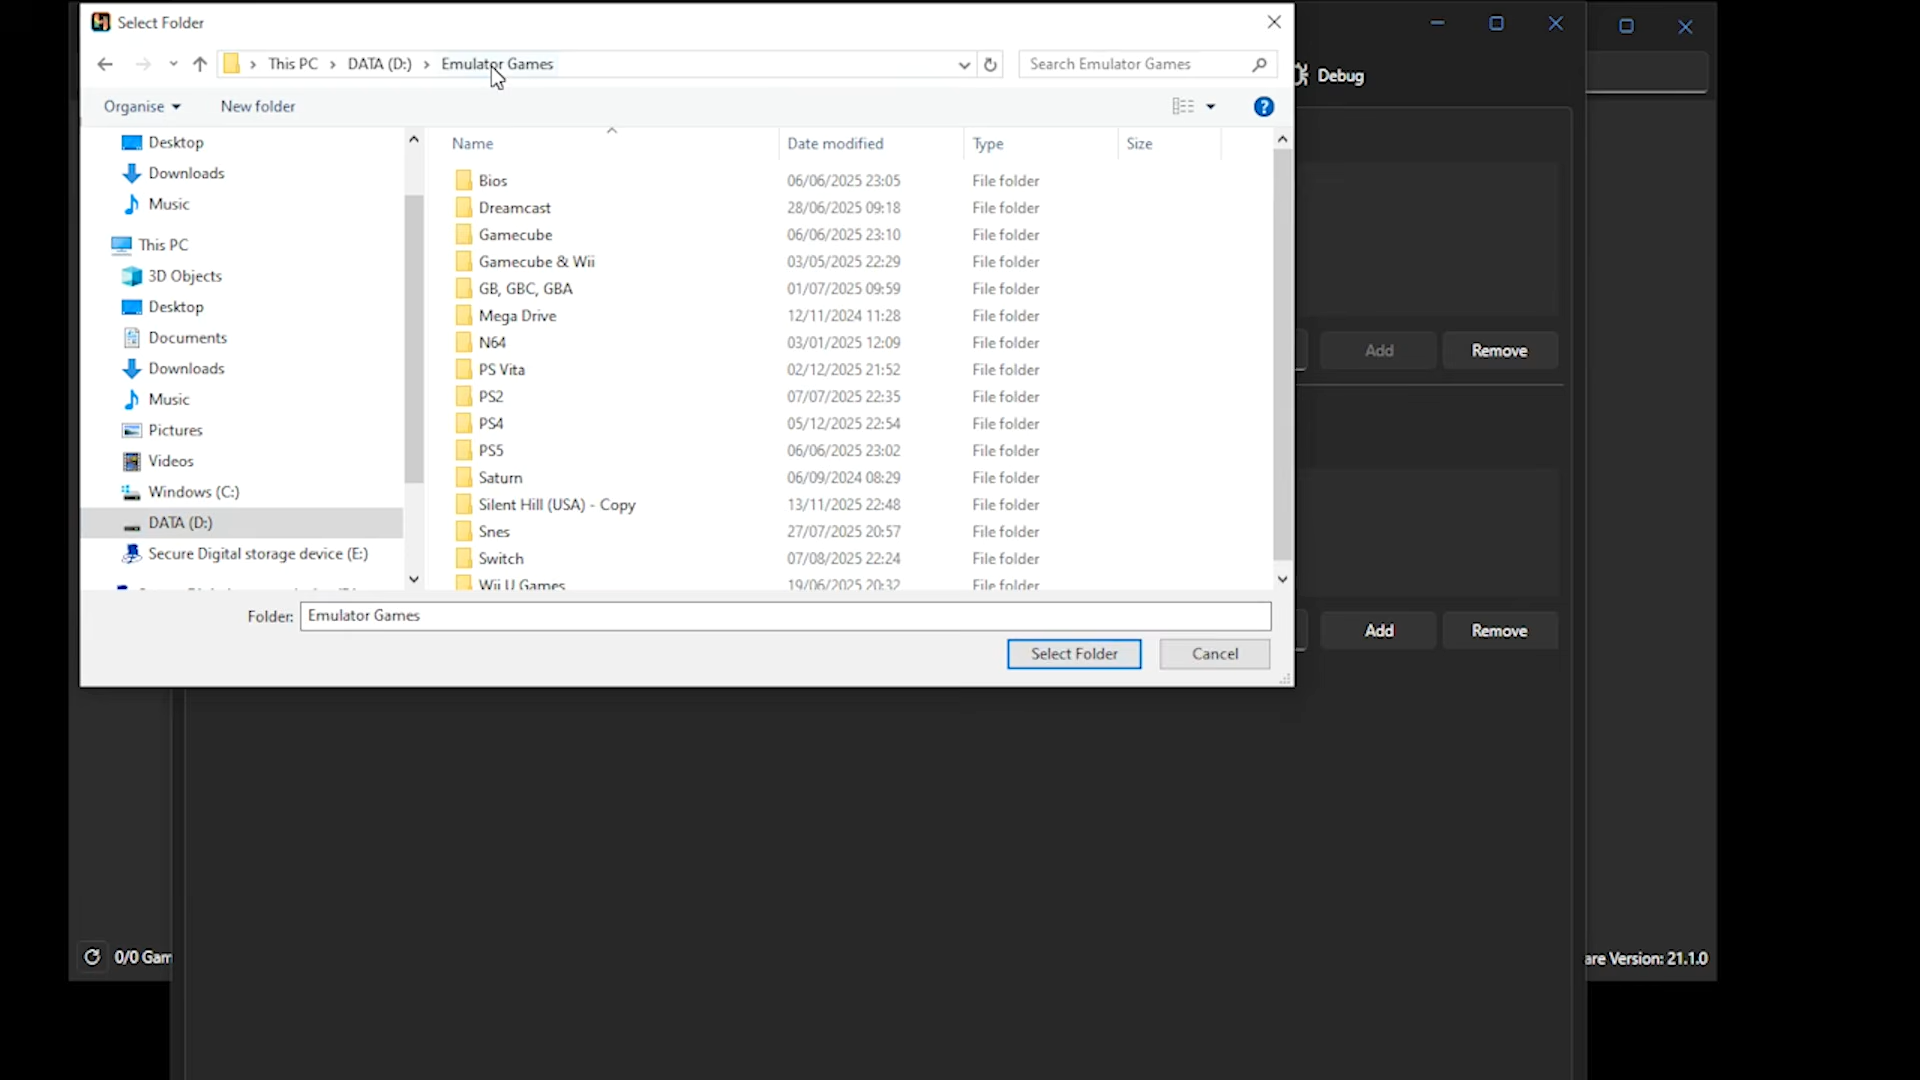 Select Folder
This PC
DATA (D:)
Emulator Games
Search Emulator Games
Debug
Organise
New folder
Name
Date modified
Type
Size
Desktop
Downloads
Music
This PC
3D Objects
Desktop
Documents
Downloads
Music
Pictures
Videos
Windows (C:)
DATA (D:)
Secure Digital storage device (E:)
Bios 06/06/2025 23:05 File folder
Dreamcast 28/06/2025 09:18 File folder
Gamecube 06/06/2025 23:10 File folder
Gamecube & Wii 03/05/2025 22:29 File folder
GB, GBC, GBA 01/07/2025 09:59 File folder
Mega Drive 12/11/2024 11:28 File folder
N64 03/01/2025 12:09 File folder
PS Vita 02/12/2025 21:52 File folder
PS2 07/07/2025 22:35 File folder
PS4 05/12/2025 22:54 File folder
PS5 06/06/2025 23:02 File folder
Saturn 06/09/2024 08:29 File folder
Silent Hill (USA) - Copy 13/11/2025 22:48 File folder
Snes 27/07/2025 20:57 File folder
Switch 07/08/2025 22:24 File folder
Wii U Games 19/06/2025 20:32 File folder
Add
Remove
Add
Remove
Folder: Emulator Games
Select Folder
Cancel
0/0 Gam
are Version: 21.1.0